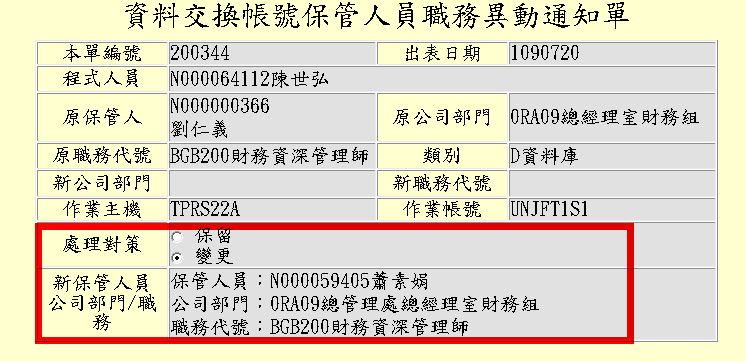 資料交換帳號保管人員職務異動通知單
本單編號 200344 出表日期 1090720
程式人員 N000064112陳世弘
原保管人 N000000366 劉仁義 原公司部門 0RA09總經理室財務組
原職務代號 BGB200財務資深管理師 類別 D資料庫
新公司部門 新職務代號
作業主機 TPRS22A 作業帳號 UNJFT1S1
處理對策 保留
變更
新保管人員 公司部門/職務 保管人員：N000059405蕭素娟
公司部門：0RA09總管理處總經理室財務組
職務代號：BGB200財務資深管理師